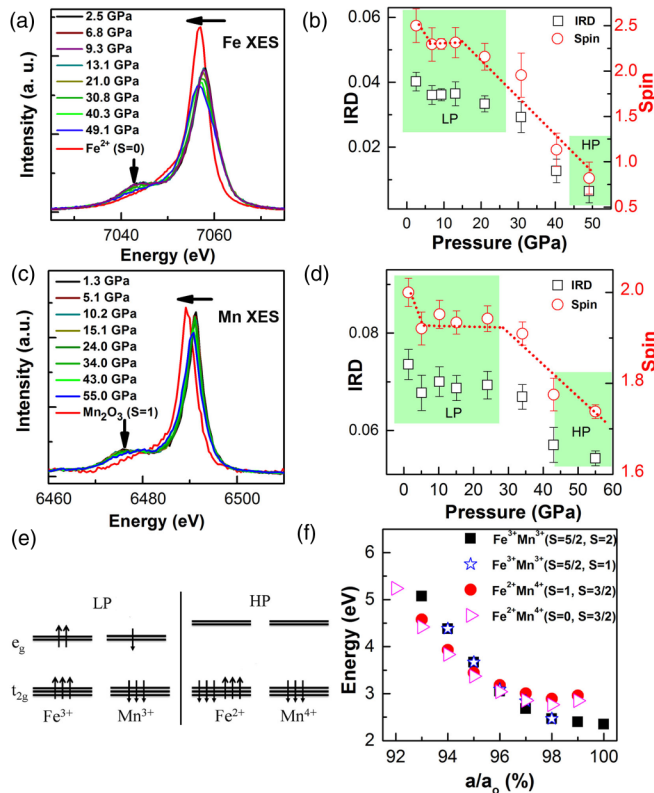 (a)
2.5 GPa
6.8 GPa
9.3 GPa
13.1 GPa
21.0 GPa
30.8 GPa
40.3 GPa
49.1 GPa
Fe²⁺ (S=0)
Fe XES
Intensity (a. u.)
7040 7060
Energy (eV)
(b)
IRD
Spin
LP
HP
IRD
0.06
0.04
0.02
2.5
2.0
1.5
1.0
0.5
Spin
0 10 20 30 40 50
Pressure (GPa)
(c)
1.3 GPa
5.1 GPa
10.2 GPa
15.1 GPa
24.0 GPa
34.0 GPa
43.0 GPa
55.0 GPa
Mn₂O₃ (S=1)
Mn XES
Intensity (a.u.)
6460 6480 6500
Energy (eV)
(d)
IRD
Spin
LP
HP
IRD
0.08
0.06
2.0
1.8
1.6
Spin
0 10 20 30 40 50 60
Pressure (GPa)
(e)
LP HP
e_g
t_2g
Fe³⁺ Mn³⁺ Fe²⁺ Mn⁴⁺
(f)
Fe³⁺Mn³⁺(S=5/2, S=2)
Fe³⁺Mn³⁺(S=5/2, S=1)
Fe²⁺Mn⁴⁺(S=1, S=3/2)
Fe²⁺Mn⁴⁺(S=0, S=3/2)
Energy (eV)
6
5
4
3
2
92 94 96 98 100
a/a₀ (%)